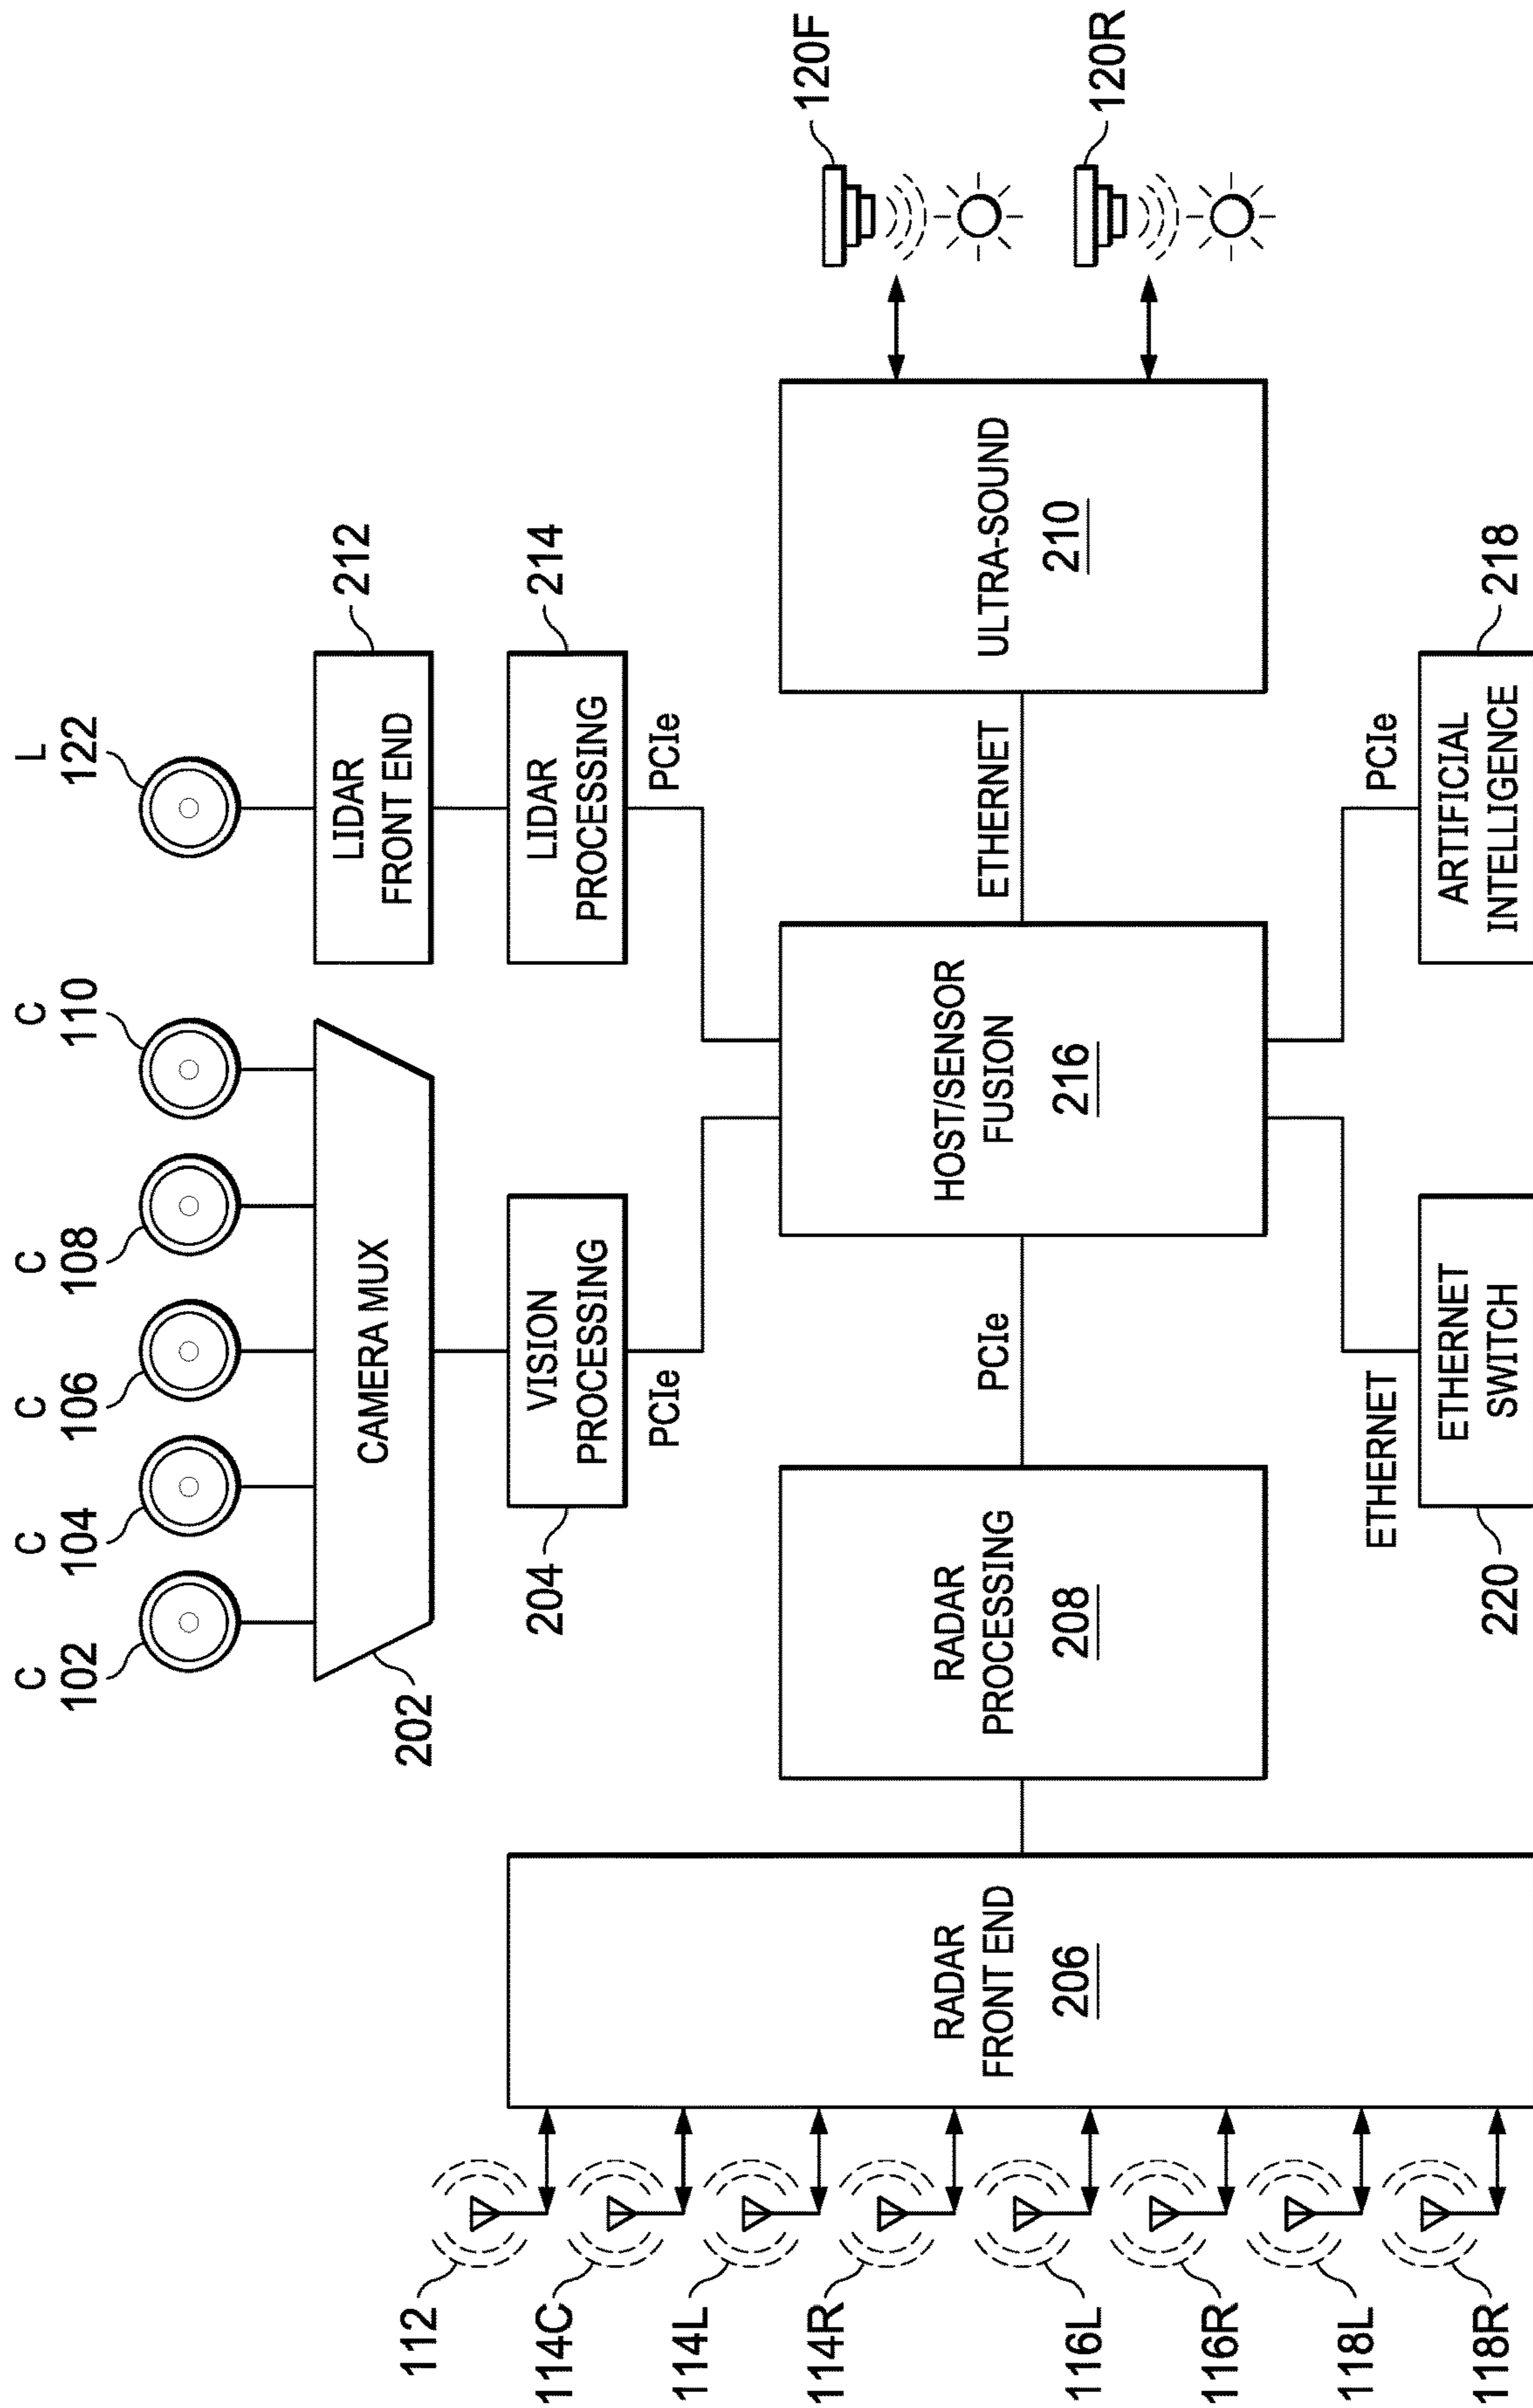 C
102
C
104
C
106
C
108
C
110
L
122
202
CAMERA MUX
LIDAR
FRONT END
212
204
VISION
PROCESSING
LIDAR
PROCESSING
214
PCIe
PCIe
112
114C
114L
114R
116L
116R
118L
118R
RADAR
FRONT END
206
RADAR
PROCESSING
208
PCIe
HOST/SENSOR
FUSION
216
ETHERNET
ULTRA-SOUND
210
120F
120R
ETHERNET
PCIe
220
ETHERNET
SWITCH
ARTIFICIAL
INTELLIGENCE
218